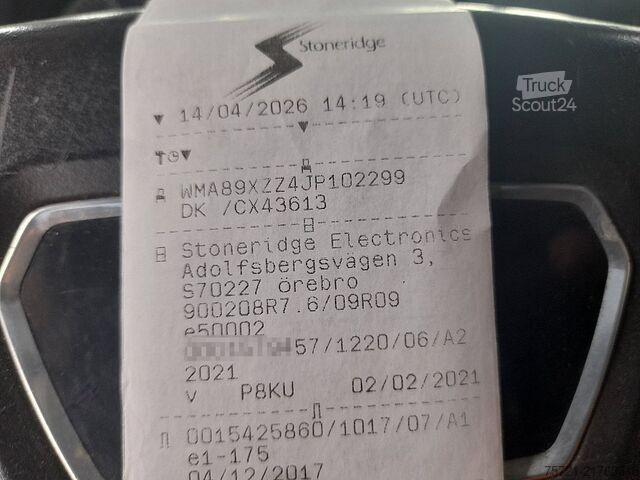 Stoneridge
Truck
Scout24
14/04/2026 14:19 (UTC)
WMA89XZZ4JP102299
DK /CX43613
Stoneridge Electronics
Adolfsbergsvägen 3,
S70227 Örebro
900208R7.6/09R09
e50002
57/1220/06/A2
2021
v P8KU 02/02/2021
0015425860/1017/07/A1
e1-175
04/12/2017